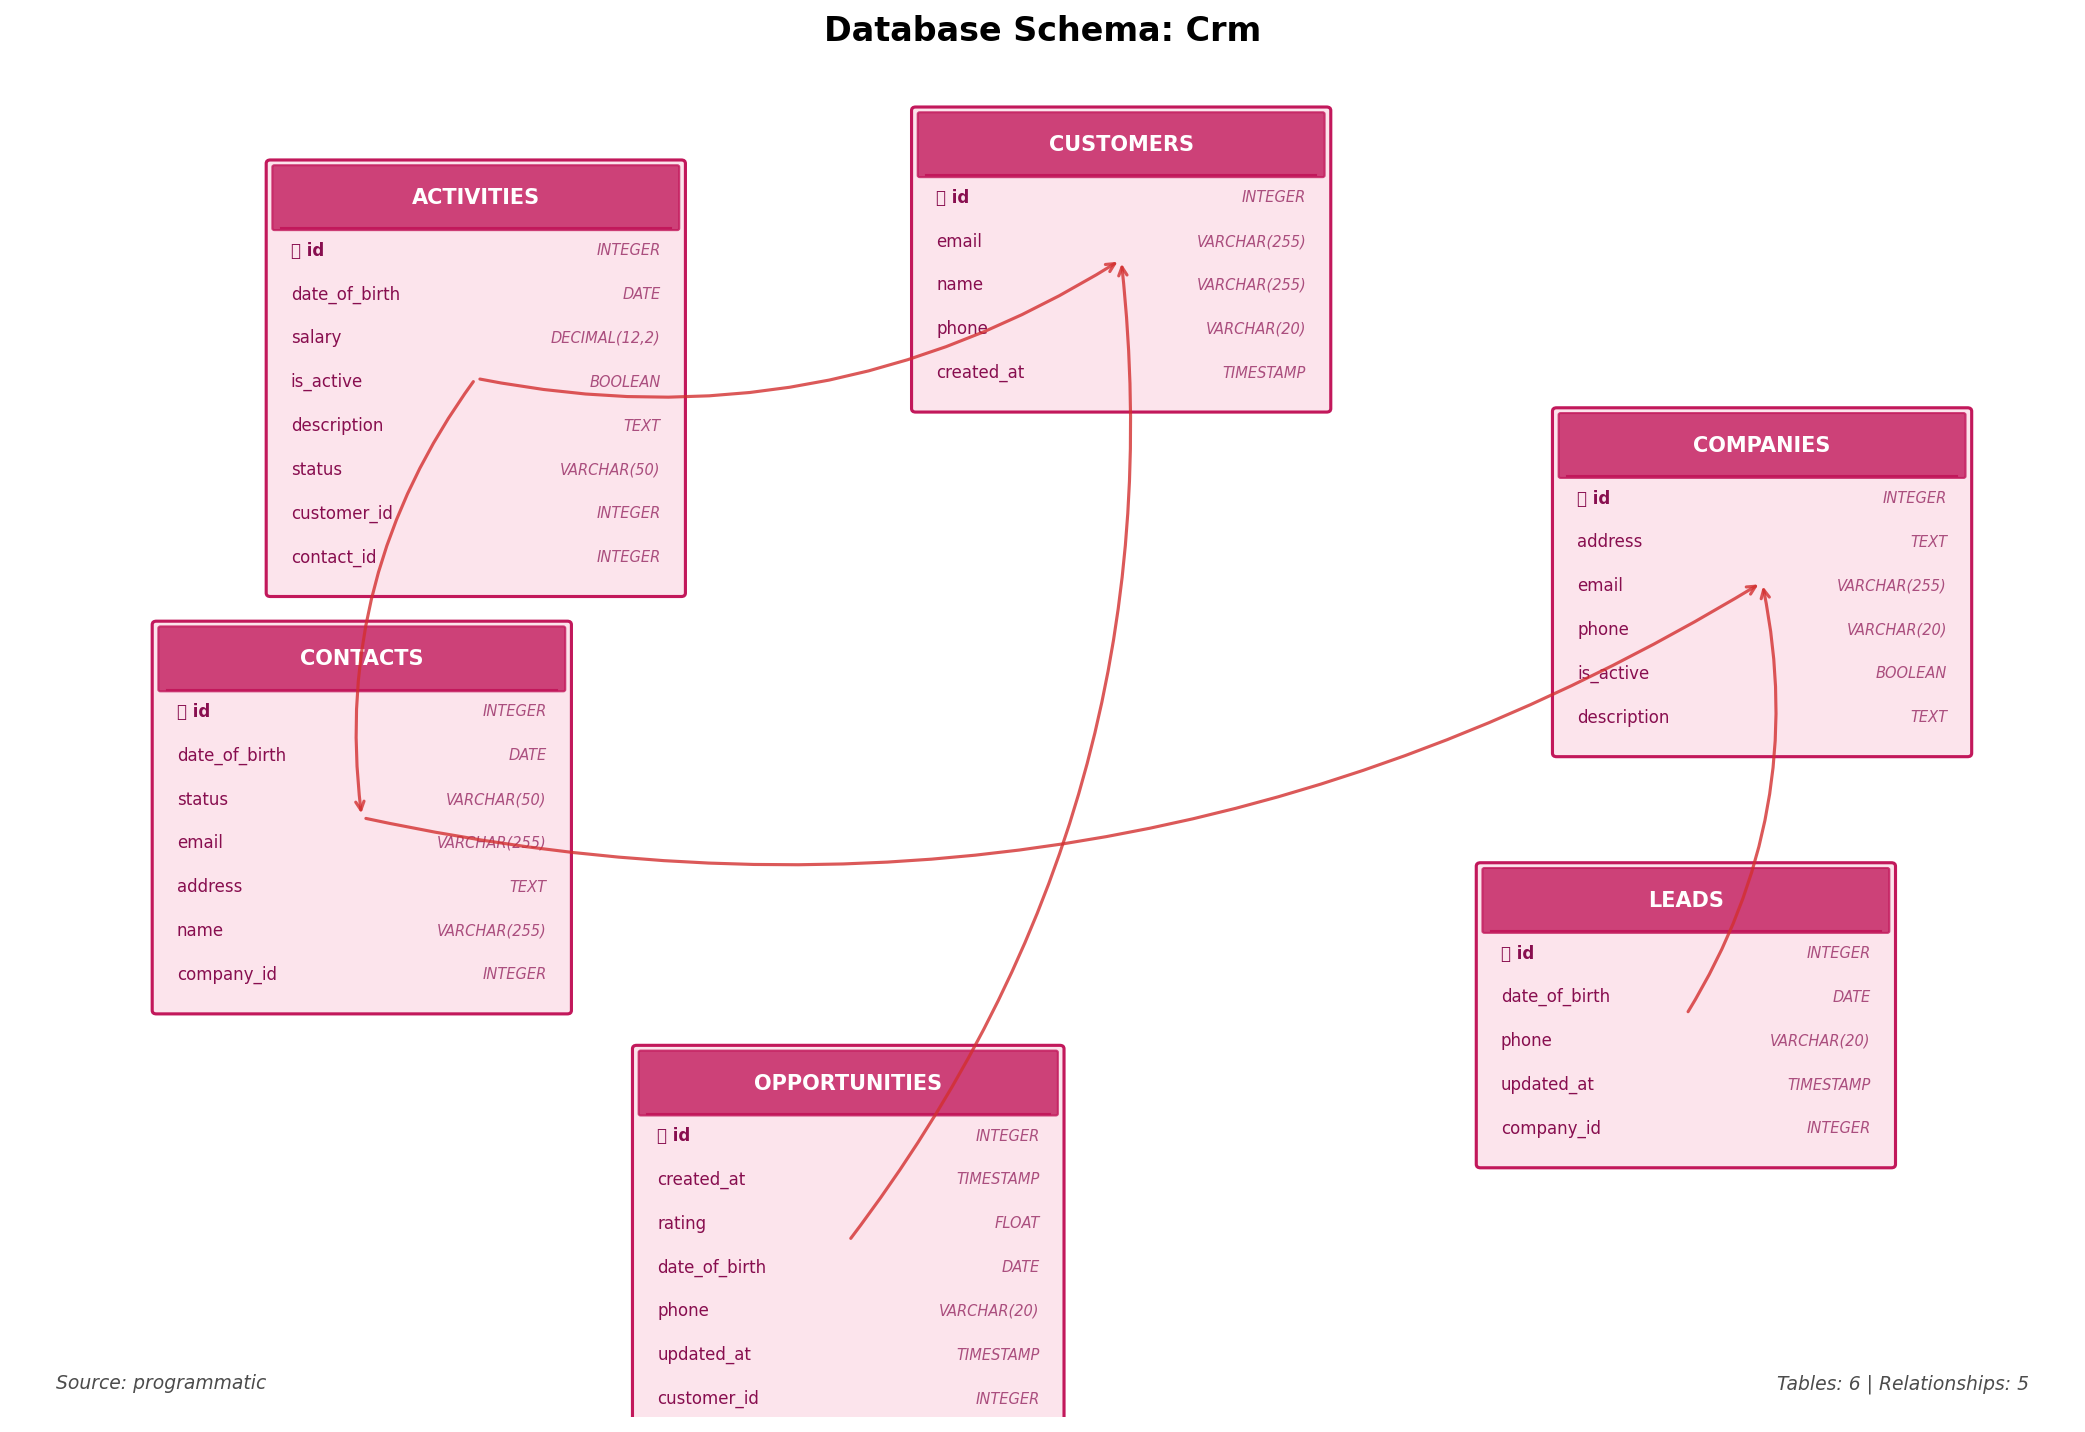 Database Schema: Crm
CUSTOMERS
id INTEGER
email VARCHAR(255)
name VARCHAR(255)
phone VARCHAR(20)
created_at TIMESTAMP
ACTIVITIES
id INTEGER
date_of_birth DATE
salary DECIMAL(12,2)
is_active BOOLEAN
description TEXT
status VARCHAR(50)
customer_id INTEGER
contact_id INTEGER
COMPANIES
id INTEGER
address TEXT
email VARCHAR(255)
phone VARCHAR(20)
is_active BOOLEAN
description TEXT
CONTACTS
id INTEGER
date_of_birth DATE
status VARCHAR(50)
email VARCHAR(255)
address TEXT
name VARCHAR(255)
company_id INTEGER
LEADS
id INTEGER
date_of_birth DATE
phone VARCHAR(20)
updated_at TIMESTAMP
company_id INTEGER
OPPORTUNITIES
id INTEGER
created_at TIMESTAMP
rating FLOAT
date_of_birth DATE
phone VARCHAR(20)
updated_at TIMESTAMP
customer_id INTEGER
Source: programmatic
Tables: 6 | Relationships: 5